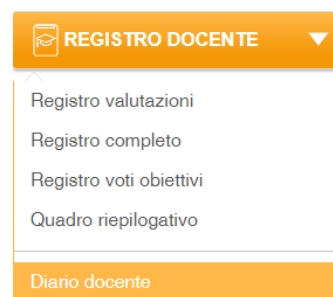 REGISTRO DOCENTE
Registro valutazioni
Registro completo
Registro voti obiettivi
Quadro riepilogativo
Diario docente